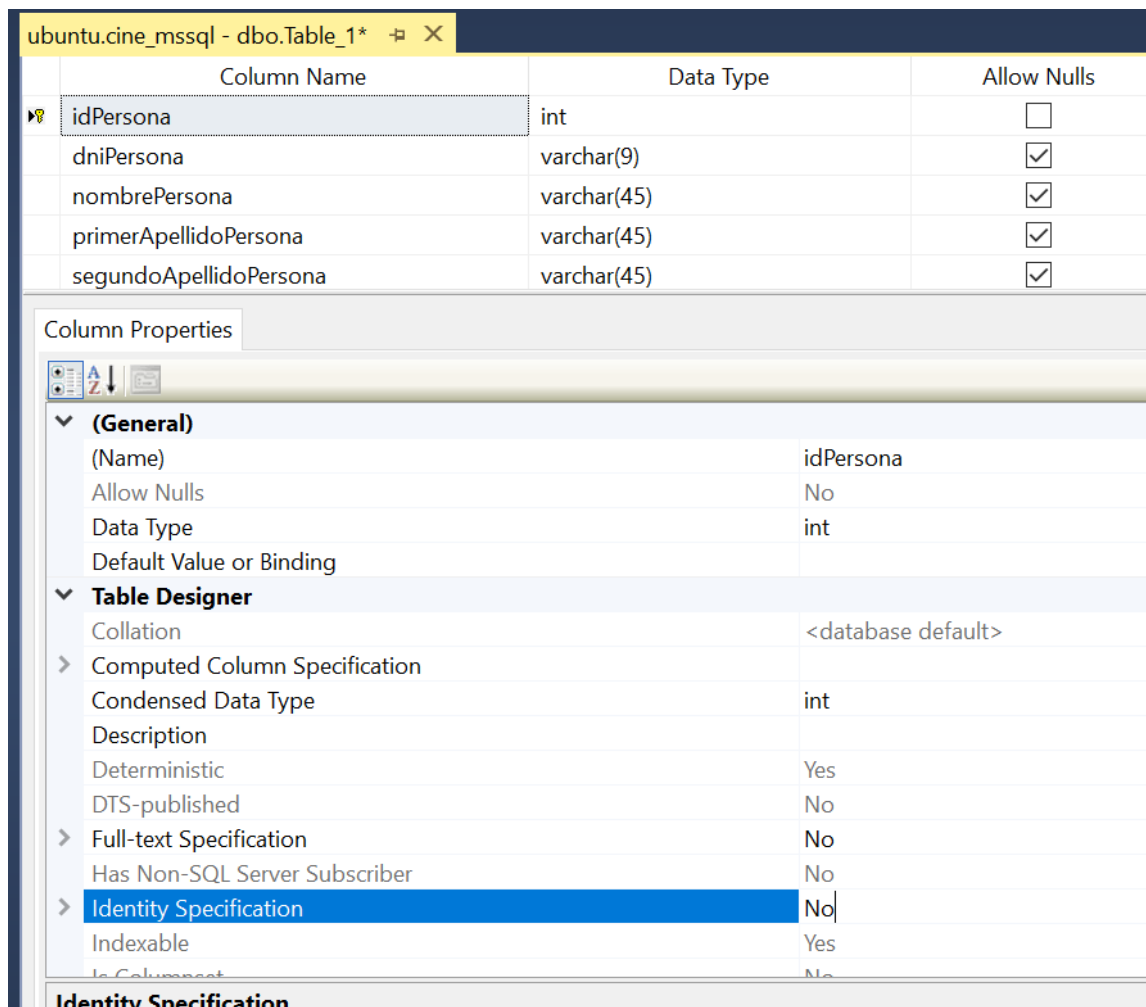 ubuntu.cine_mssql - dbo.Table_1*
Column Name Data Type Allow Nulls
idPersona int
dniPersona varchar(9)
nombrePersona varchar(45)
primerApellidoPersona varchar(45)
segundoApellidoPersona varchar(45)
Column Properties
(General)
(Name) idPersona
Allow Nulls No
Data Type int
Default Value or Binding
Table Designer
Collation <database default>
Computed Column Specification
Condensed Data Type int
Description
Deterministic Yes
DTS-published No
Full-text Specification No
Has Non-SQL Server Subscriber No
Identity Specification No
Indexable Yes
Is Columnset No
Identity Specification